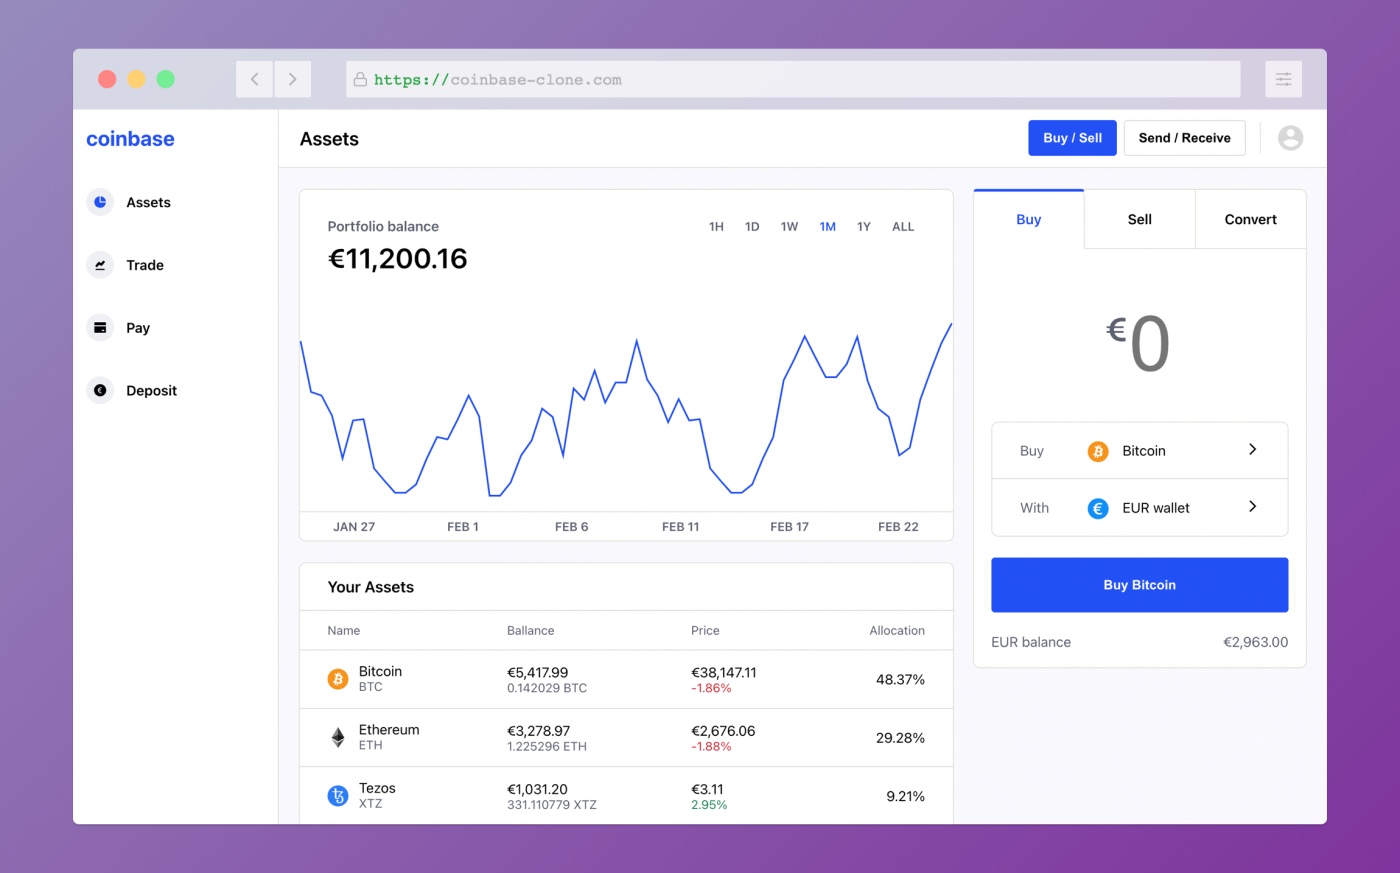 https://coinbase-clone.com
coinbase
Assets
Trade
Pay
Deposit
Assets
Buy / Sell
Send / Receive
Portfolio balance
€11,200.16
1H 1D 1W 1M 1Y ALL
JAN 27 FEB 1 FEB 6 FEB 11 FEB 17 FEB 22
Your Assets
Name Ballance Price Allocation
Bitcoin €5,417.99 €38,147.11 48.37%
BTC 0.142029 BTC -1.86%
Ethereum €3,278.97 €2,676.06 29.28%
ETH 1.225296 ETH -1.88%
Tezos €1,031.20 €3.11 9.21%
XTZ 331.110779 XTZ 2.95%
Buy Sell Convert
€0
Buy Bitcoin
With EUR wallet
Buy Bitcoin
EUR balance €2,963.00